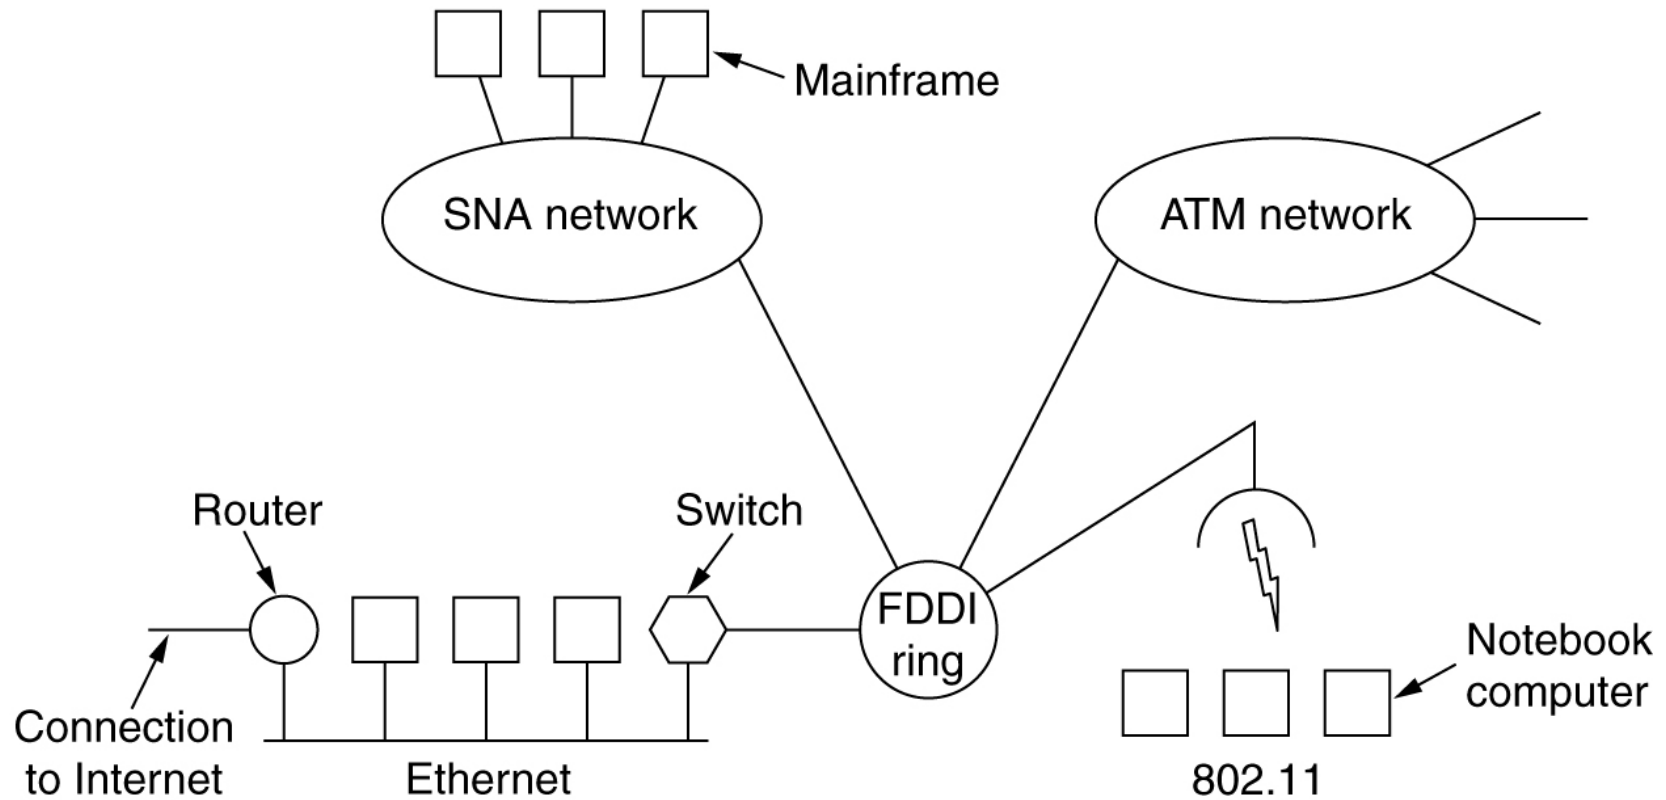 Mainframe
SNA network
ATM network
Router
Switch
FDDI
ring
Notebook
computer
Connection
to Internet
Ethernet
802.11